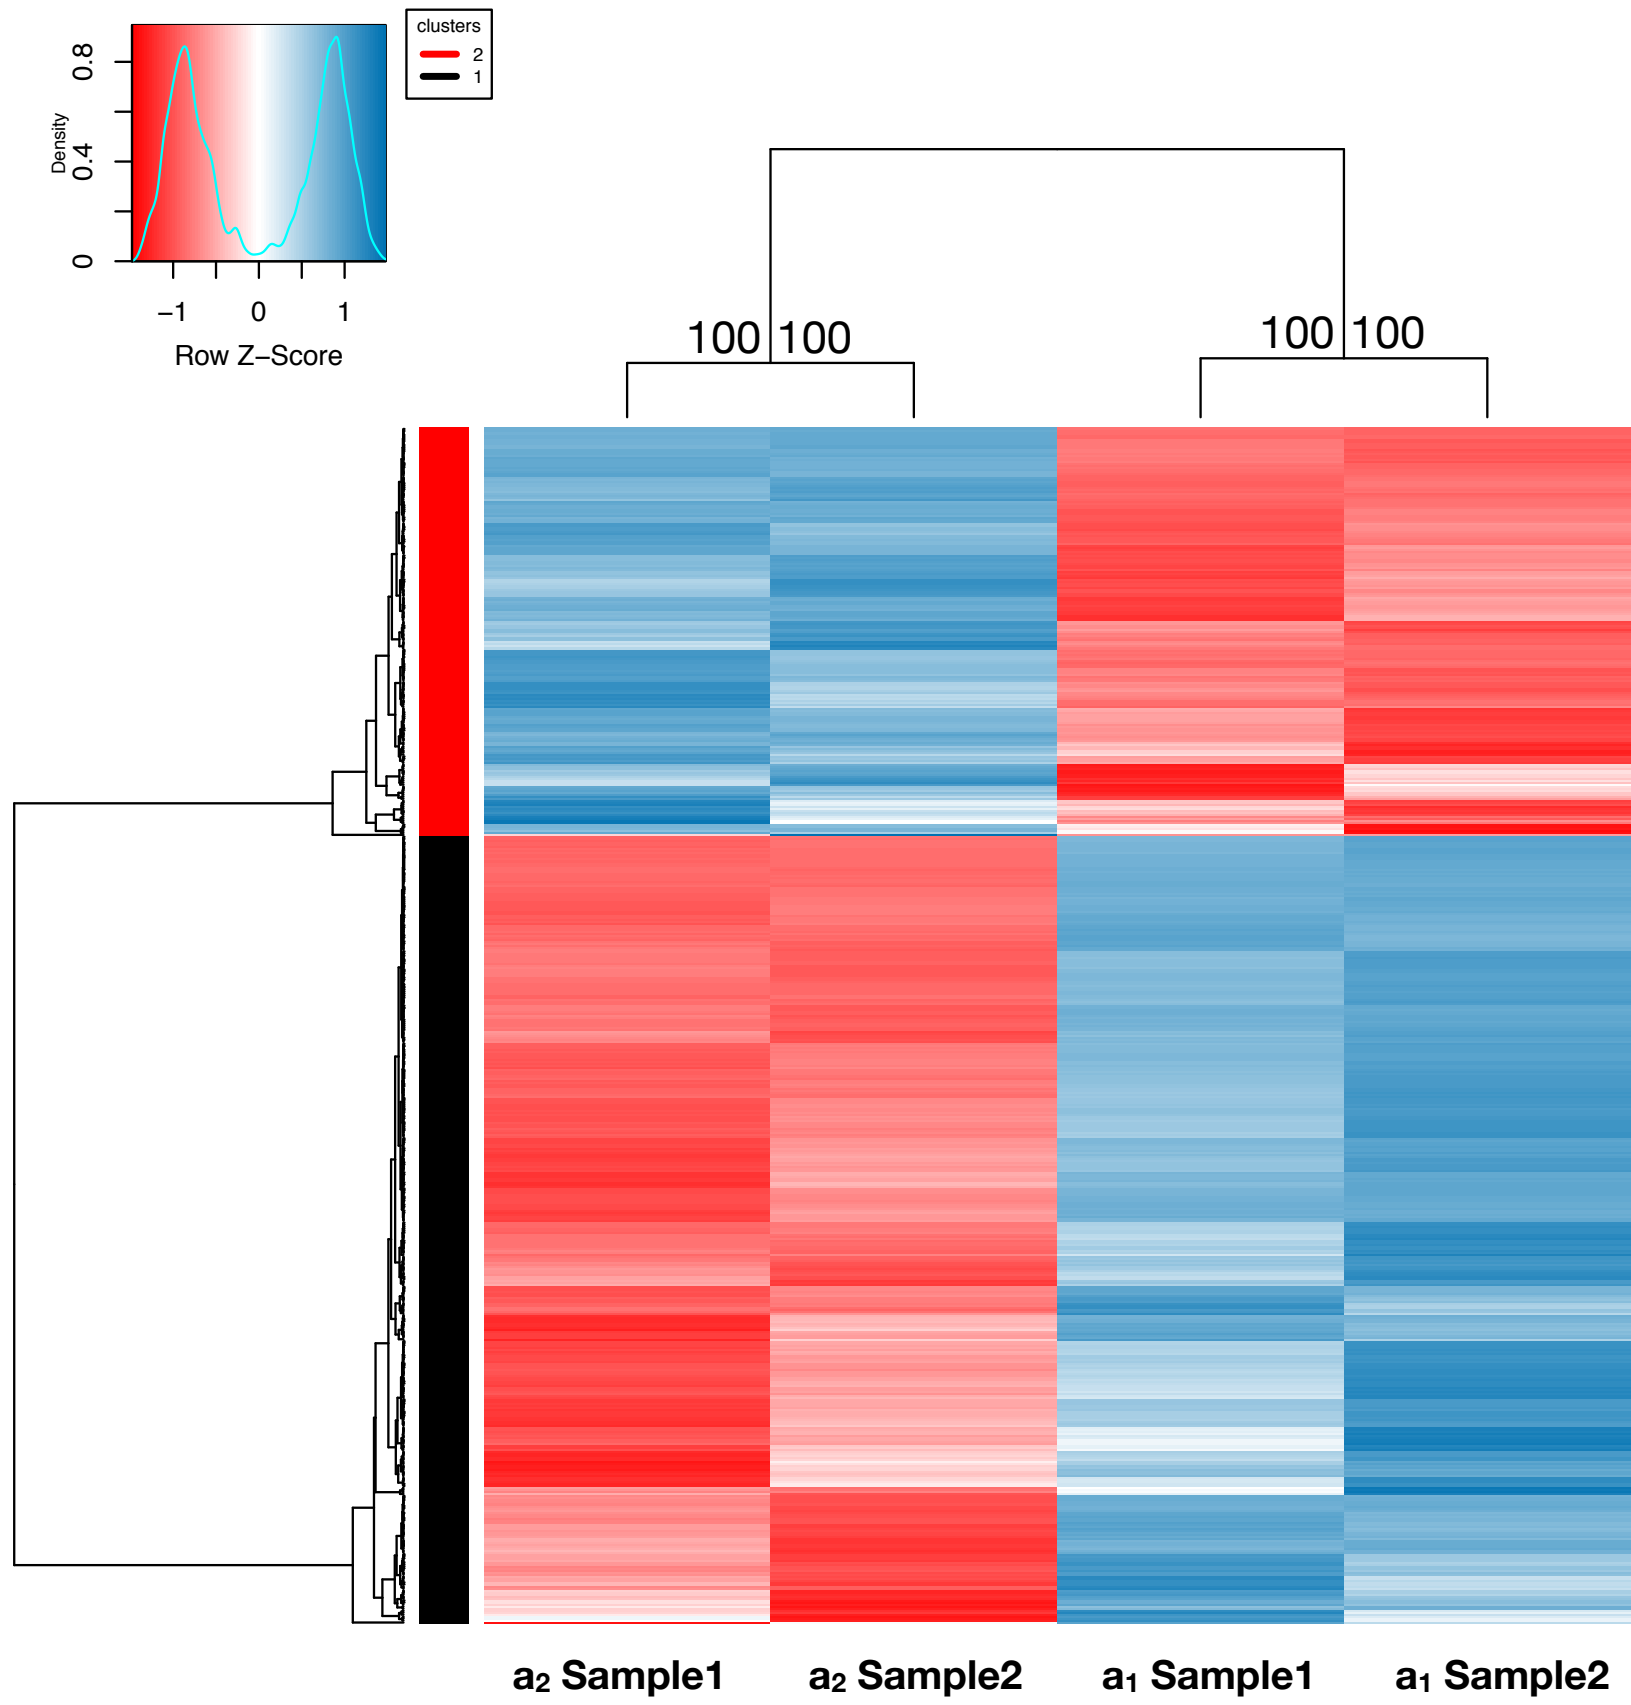 clusters
2
1
Density
0 0.4 0.8
−1 0 1
Row Z−Score
100 100 100 100
a₂ Sample1 a₂ Sample2 a₁ Sample1 a₁ Sample2